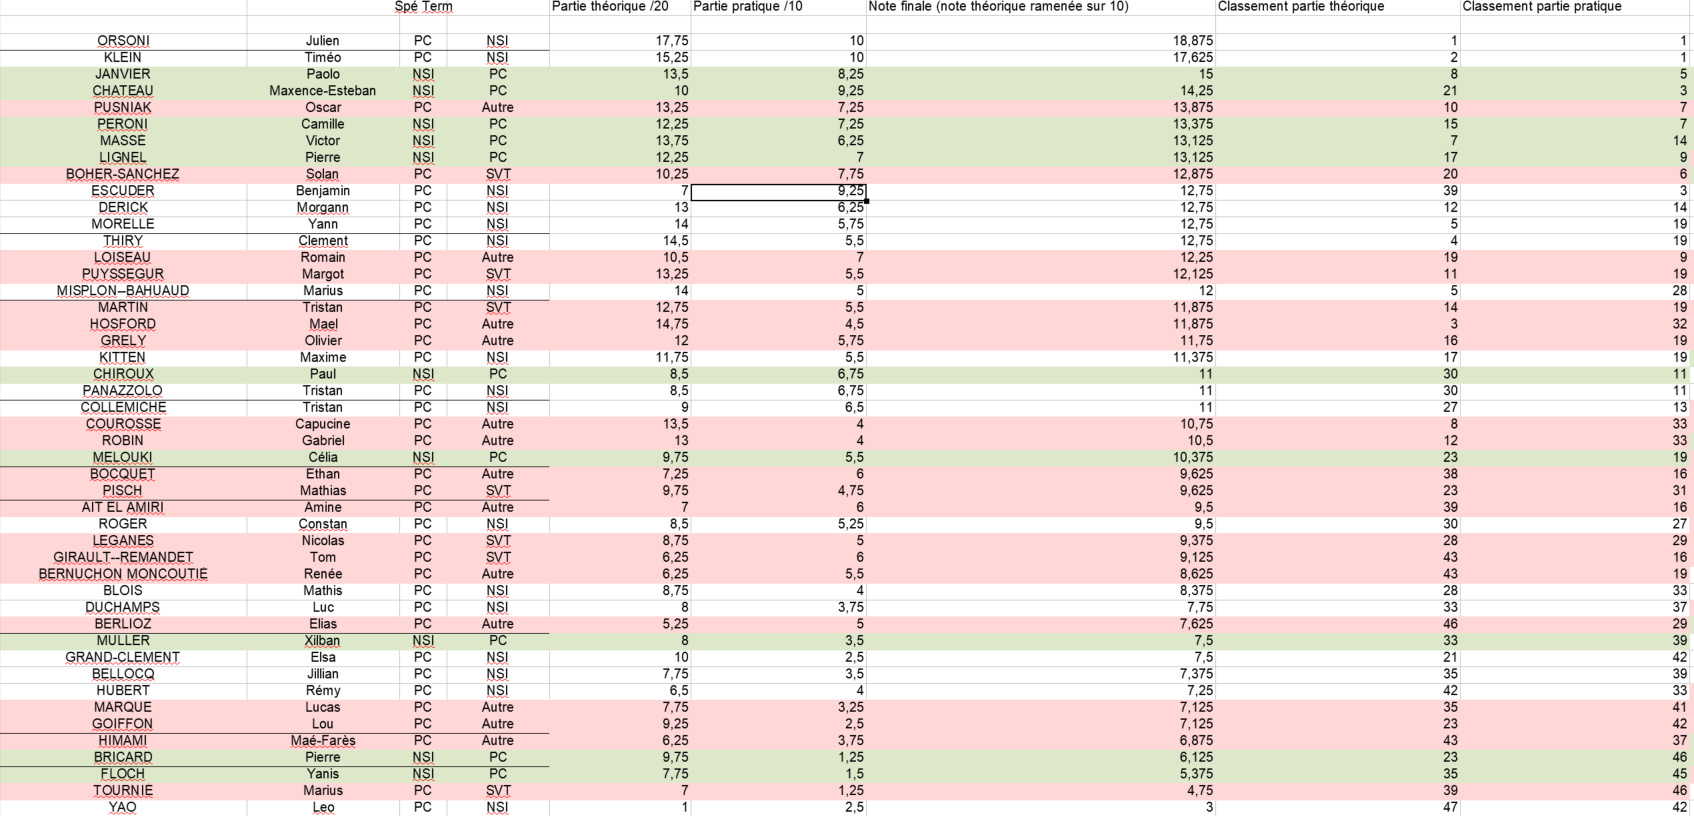 Spé Term Partie théorique /20 Partie pratique /10 Note finale (note théorique ramenée sur 10) Classement partie théorique Classement partie pratique
ORSONI Julien PC NSI 17,75 10 18,875 1 1
KLEIN Timéo PC NSI 15,25 10 17,625 2 1
JANVIER Paolo NSI PC 13,5 8,25 15 8 5
CHATEAU Maxence-Esteban NSI PC 10 9,25 14,25 21 3
PUSNIAK Oscar PC Autre 13,25 7,25 13,875 10 7
PERONI Camille NSI PC 12,25 7,25 13,375 15 7
MASSÉ Victor NSI PC 13,75 6,25 13,125 7 14
LIGNEL Pierre NSI PC 12,25 7 13,125 17 9
BOHER-SANCHEZ Solan PC SVT 10,25 7,75 12,875 20 6
ESCUDER Benjamin PC NSI 7 9,25 12,75 39 3
DERICK Morgann PC NSI 13 6,25 12,75 12 14
MORELLE Yann PC NSI 14 5,75 12,75 5 19
THIRY Clement PC NSI 14,5 5,5 12,75 4 19
LOISEAU Romain PC Autre 10,5 7 12,25 19 9
PUYSSEGUR Margot PC SVT 13,25 5,5 12,125 11 19
MISPLON--BAHUAUD Marius PC NSI 14 5 12 5 28
MARTIN Tristan PC SVT 12,75 5,5 11,875 14 19
HOSFORD Mael PC Autre 14,75 4,5 11,875 3 32
GRELY Olivier PC Autre 12 5,75 11,75 16 19
KITTEN Maxime PC NSI 11,75 5,5 11,375 17 19
CHIROUX Paul NSI PC 8,5 6,75 11 30 11
PANAZZOLO Tristan PC NSI 8,5 6,75 11 30 11
COLLEMICHE Tristan PC NSI 9 6,5 11 27 13
COUROSSE Capucine PC Autre 13,5 4 10,75 8 33
ROBIN Gabriel PC Autre 13 4 10,5 12 33
MELOUKI Célia NSI PC 9,75 5,5 10,375 23 19
BOCQUET Ethan PC Autre 7,25 6 9,625 38 16
PISCH Mathias PC SVT 9,75 4,75 9,625 23 31
AIT EL AMIRI Amine PC Autre 7 6 9,5 39 16
ROGER Constan PC NSI 8,5 5,25 9,5 30 27
LEGANES Nicolas PC SVT 8,75 5 9,375 28 29
GIRAULT--REMANDET Tom PC SVT 6,25 6 9,125 43 16
BERNUCHON MONCOUTIÉ Renée PC Autre 6,25 5,5 8,625 43 19
BLOIS Mathis PC NSI 8,75 4 8,375 28 33
DUCHAMPS Luc PC NSI 8 3,75 7,75 33 37
BERLIOZ Elias PC Autre 5,25 5 7,625 46 29
MULLER Xilban NSI PC 8 3,5 7,5 33 39
GRAND-CLEMENT Elsa PC NSI 10 2,5 7,5 21 42
BELLOCQ Jillian PC NSI 7,75 3,5 7,375 35 39
HUBERT Rémy PC NSI 6,5 4 7,25 42 33
MARQUE Lucas PC Autre 7,75 3,25 7,125 35 41
GOIFFON Lou PC Autre 9,25 2,5 7,125 23 42
HIMAMI Maé-Farès PC Autre 6,25 3,75 6,875 43 37
BRICARD Pierre NSI PC 9,75 1,25 6,125 23 46
FLOCH Yanis NSI PC 7,75 1,5 5,375 35 45
TOURNIE Marius PC SVT 7 1,25 4,75 39 46
YAO Leo PC NSI 1 2,5 3 47 42